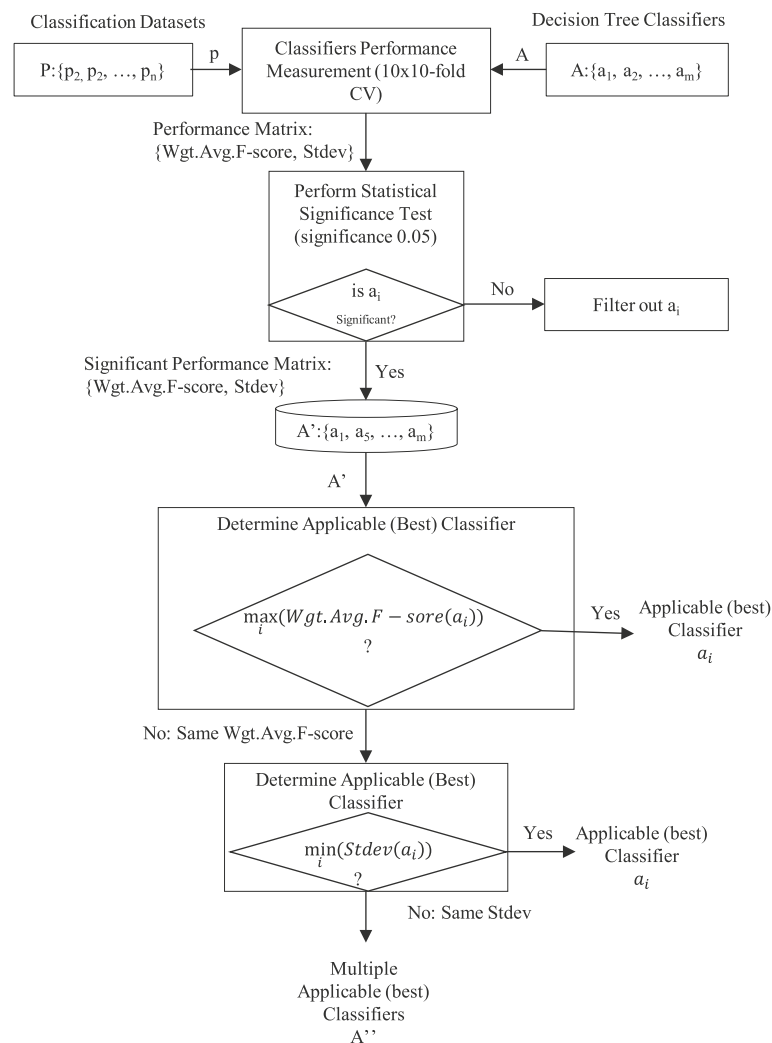 Classification Datasets
Decision Tree Classifiers
P:{p2, p2, …, pn}
p
Classifiers Performance
Measurement (10x10-fold
CV)
A
A:{a1, a2, …, am}
Performance Matrix:
{Wgt.Avg.F-score, Stdev}
Perform Statistical
Significance Test
(significance 0.05)
is ai
Significant?
No
Filter out ai
Significant Performance Matrix:
{Wgt.Avg.F-score, Stdev}
Yes
A’:{a1, a5, …, am}
A’
Determine Applicable (Best) Classifier
max(Wgt.Avg.F − sore(ai))
i
?
Yes
Applicable (best)
Classifier
ai
No: Same Wgt.Avg.F-score
Determine Applicable (Best)
Classifier
min(Stdev(ai))
i
?
Yes
Applicable (best)
Classifier
ai
No: Same Stdev
Multiple
Applicable (best)
Classifiers
A’’